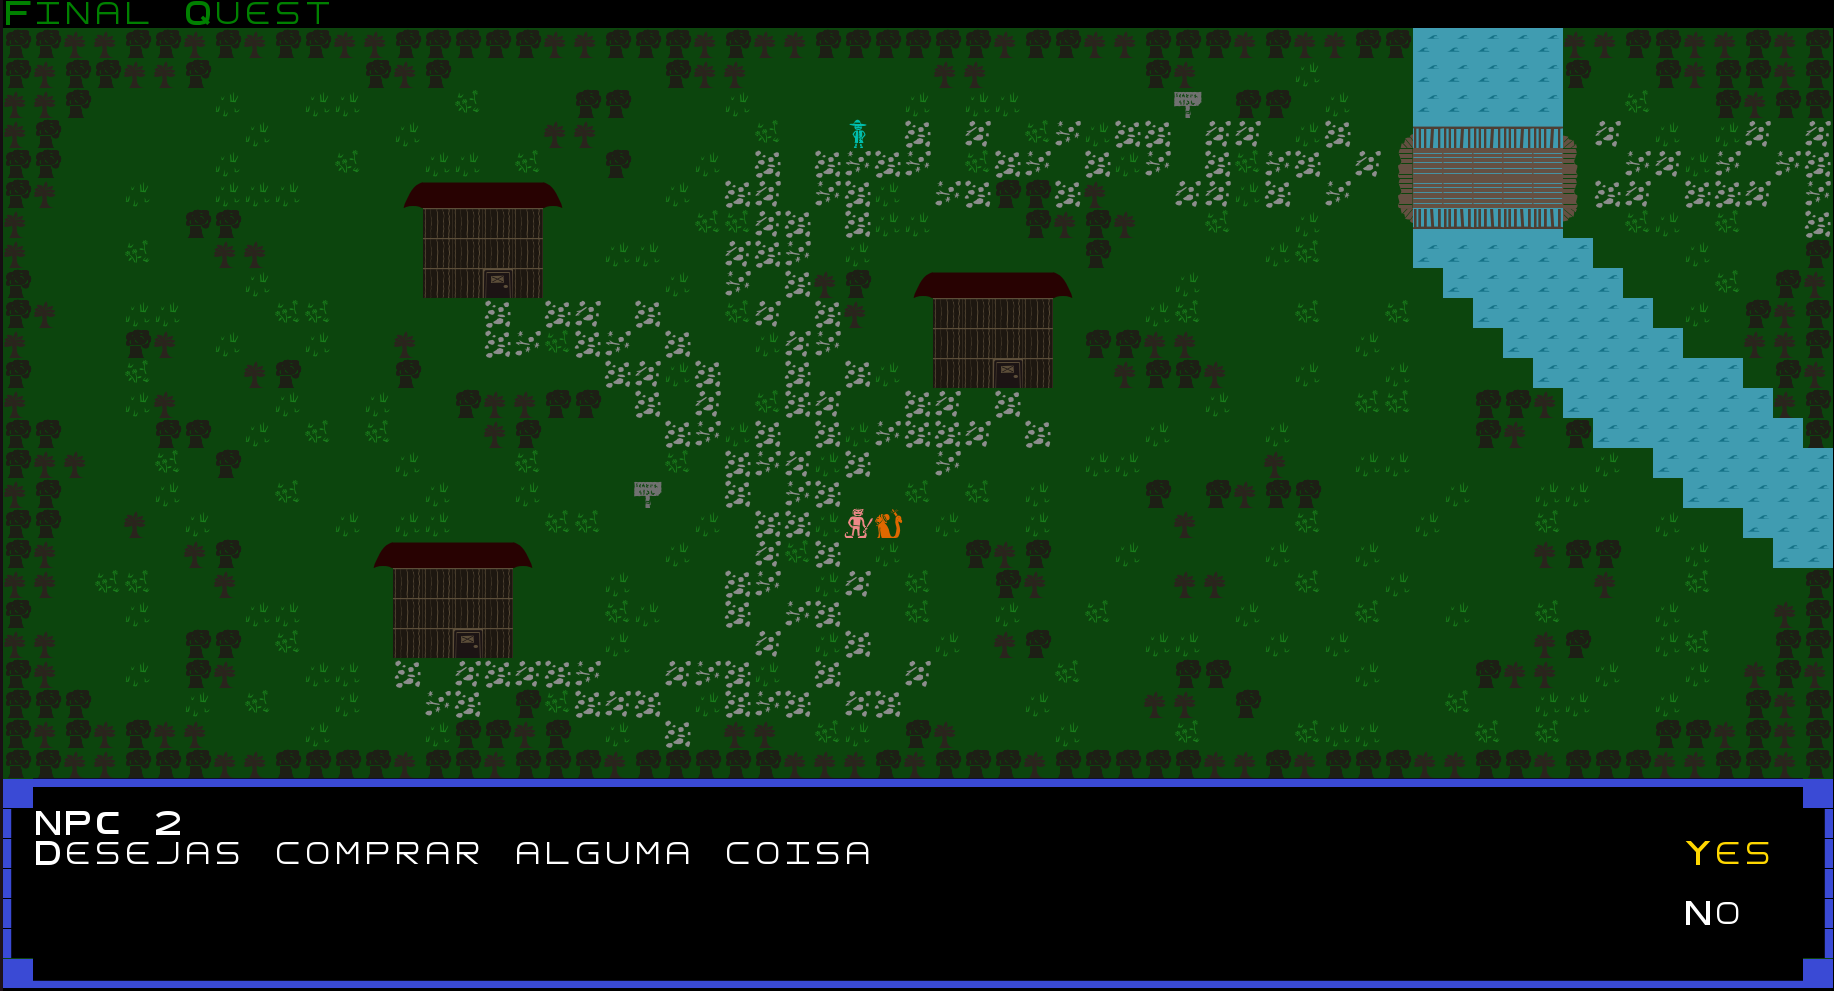 Final Quest
NPC 2
Desejas comprar alguma coisa
Yes
No